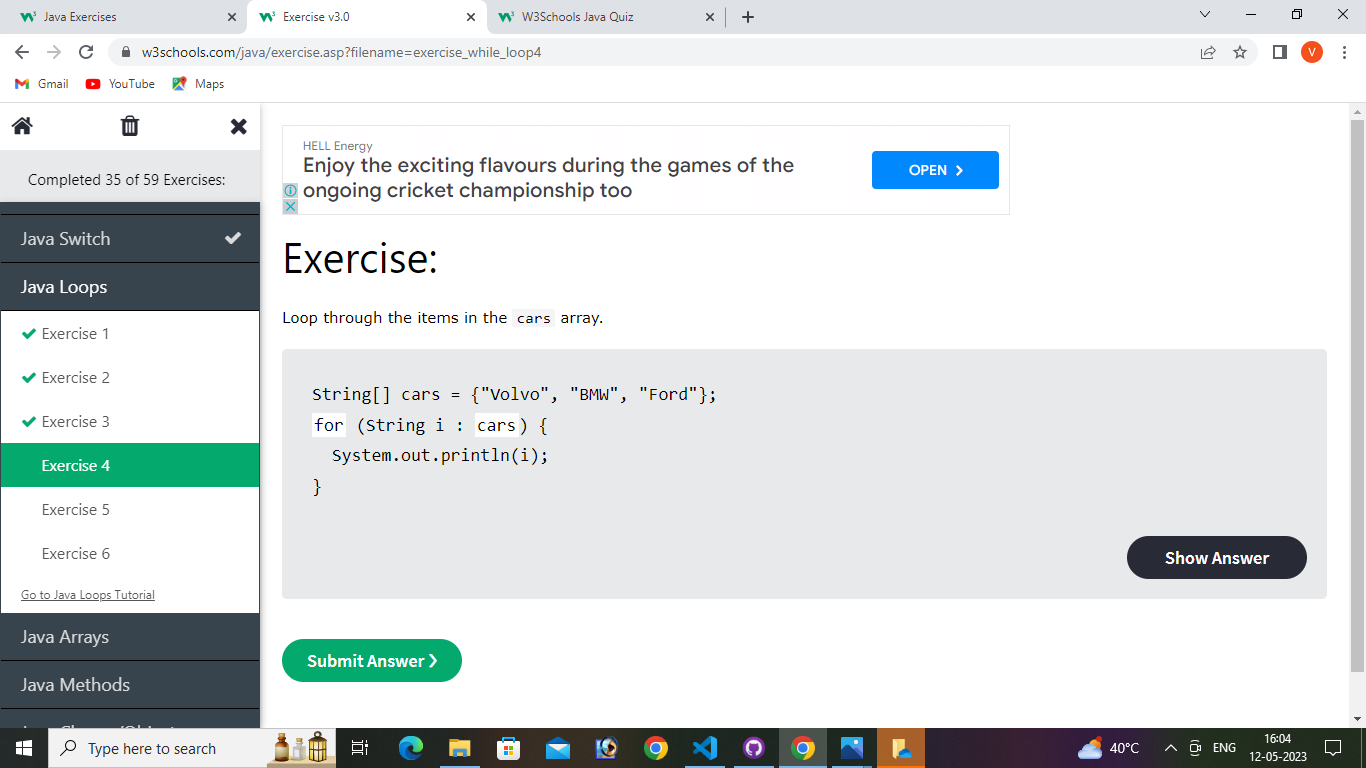 Java Exercises
Exercise v3.0
W3Schools Java Quiz
w3schools.com/java/exercise.asp?filename=exercise_while_loop4
V
Gmail
YouTube
Maps
Completed 35 of 59 Exercises:
Java Switch
Java Loops
Exercise 1
Exercise 2
Exercise 3
Exercise 4
Exercise 5
Exercise 6
Go to Java Loops Tutorial
Java Arrays
Java Methods
HELL Energy
Enjoy the exciting flavours during the games of the
ongoing cricket championship too
OPEN
Exercise:
Loop through the items in the cars array.
String[] cars = {"Volvo", "BMW", "Ford"};
for (String i : cars) {
System.out.println(i);
}
Show Answer
Submit Answer ❯
Type here to search
40°C
ENG
16:04
12-05-2023